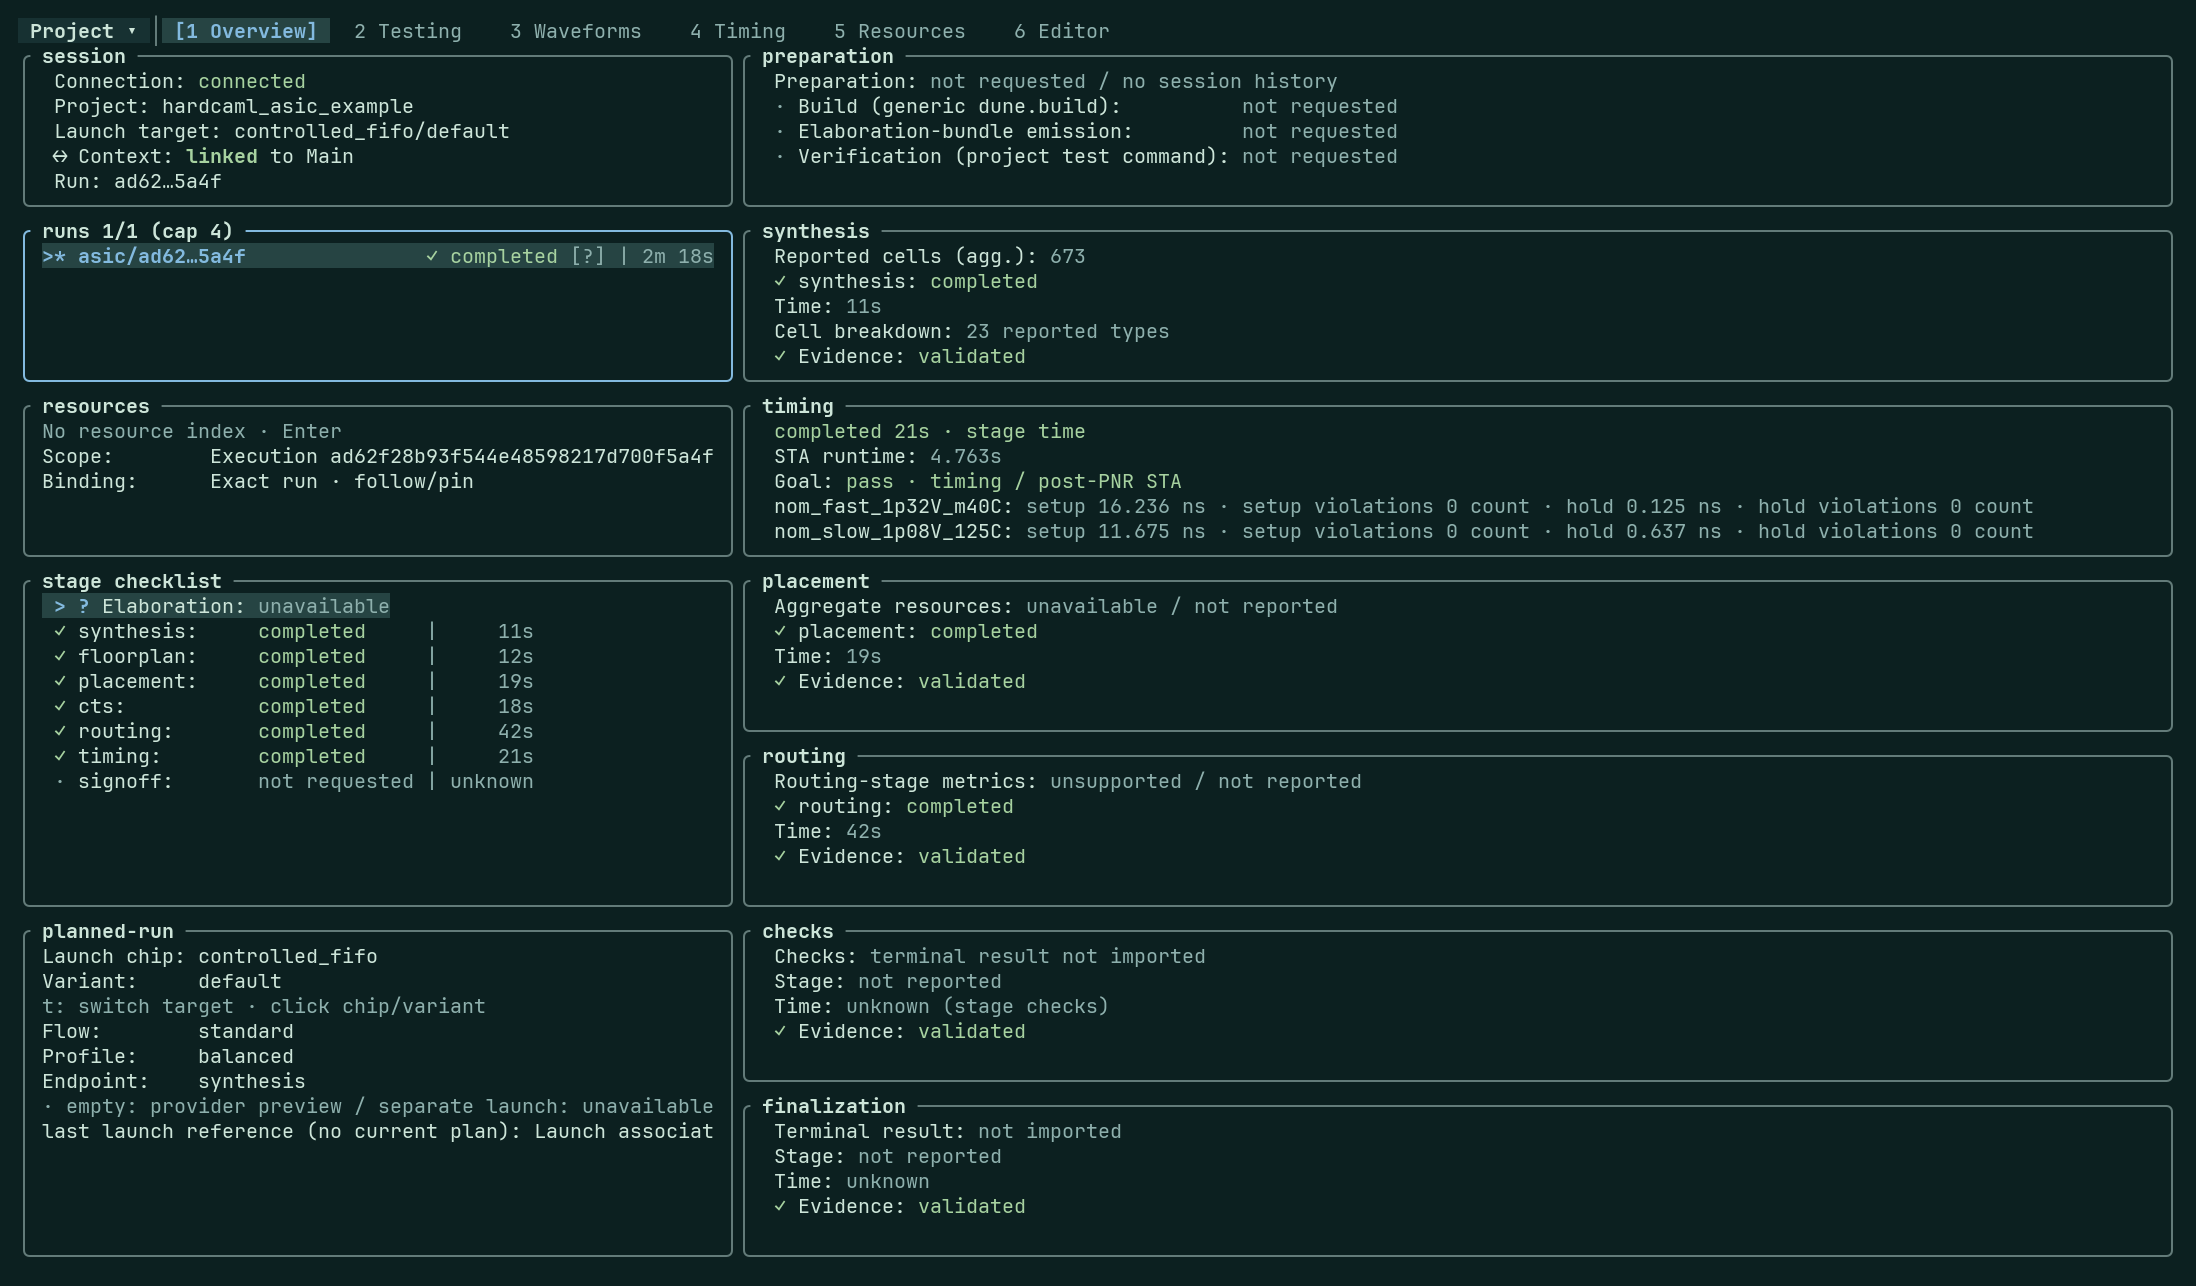 Project ▾ [1 Overview] 2 Testing 3 Waveforms 4 Timing 5 Resources 6 Editor
session
Connection: connected
Project: hardcaml_asic_example
Launch target: controlled_fifo/default
↔ Context: linked to Main
Run: ad62…5a4f
runs 1/1 (cap 4)
>* asic/ad62…5a4f ✓ completed [?] | 2m 18s
resources
No resource index · Enter
Scope: Execution ad62f28b93f544e48598217d700f5a4f
Binding: Exact run · follow/pin
stage checklist
> ? Elaboration: unavailable
✓ synthesis: completed | 11s
✓ floorplan: completed | 12s
✓ placement: completed | 19s
✓ cts: completed | 18s
✓ routing: completed | 42s
✓ timing: completed | 21s
· signoff: not requested | unknown
planned-run
Launch chip: controlled_fifo
Variant: default
t: switch target · click chip/variant
Flow: standard
Profile: balanced
Endpoint: synthesis
· empty: provider preview / separate launch: unavailable
last launch reference (no current plan): Launch associat
preparation
Preparation: not requested / no session history
· Build (generic dune.build): not requested
· Elaboration-bundle emission: not requested
· Verification (project test command): not requested
synthesis
Reported cells (agg.): 673
✓ synthesis: completed
Time: 11s
Cell breakdown: 23 reported types
✓ Evidence: validated
timing
completed 21s · stage time
STA runtime: 4.763s
Goal: pass · timing / post-PNR STA
nom_fast_1p32V_m40C: setup 16.236 ns · setup violations 0 count · hold 0.125 ns · hold violations 0 count
nom_slow_1p08V_125C: setup 11.675 ns · setup violations 0 count · hold 0.637 ns · hold violations 0 count
placement
Aggregate resources: unavailable / not reported
✓ placement: completed
Time: 19s
✓ Evidence: validated
routing
Routing-stage metrics: unsupported / not reported
✓ routing: completed
Time: 42s
✓ Evidence: validated
checks
Checks: terminal result not imported
Stage: not reported
Time: unknown (stage checks)
✓ Evidence: validated
finalization
Terminal result: not imported
Stage: not reported
Time: unknown
✓ Evidence: validated